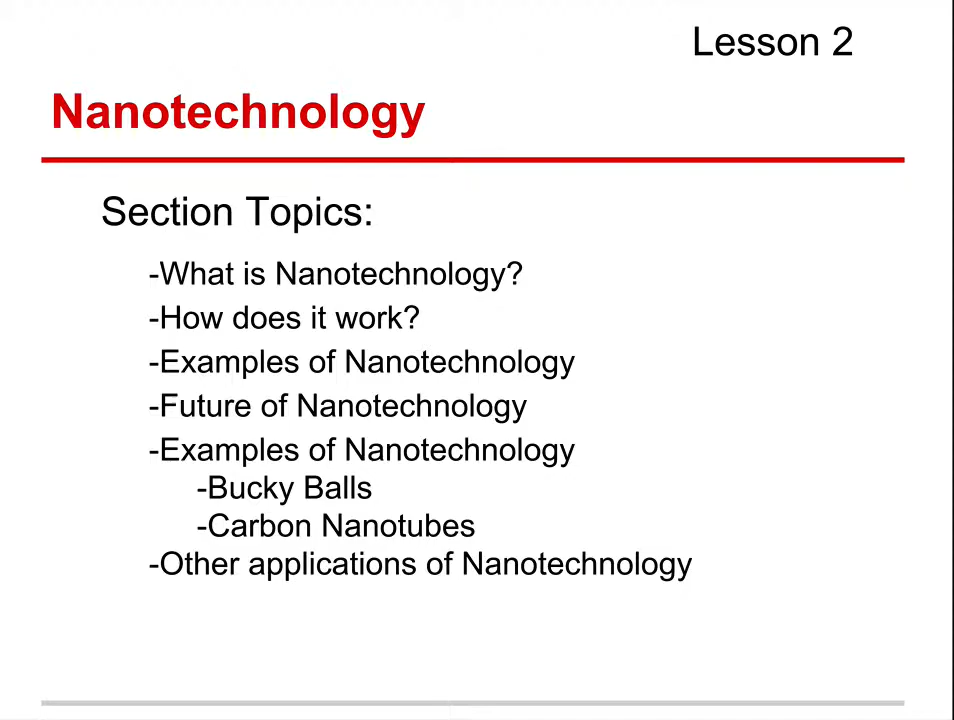 Lesson 2
Nanotechnology
Section Topics:
-What is Nanotechnology?
-How does it work?
-Examples of Nanotechnology
-Future of Nanotechnology
-Examples of Nanotechnology
-Bucky Balls
-Carbon Nanotubes
-Other applications of Nanotechnology